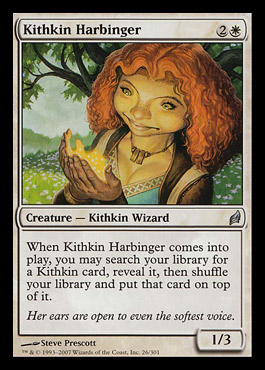 Kithkin Harbinger 2
Creature — Kithkin Wizard
When Kithkin Harbinger comes into
play, you may search your library for
a Kithkin card, reveal it, then shuffle
your library and put that card on top
of it.
Her ears are open to even the softest voice.
Steve Prescott
™ & © 1993–2007 Wizards of the Coast, Inc. 26/301
1/3